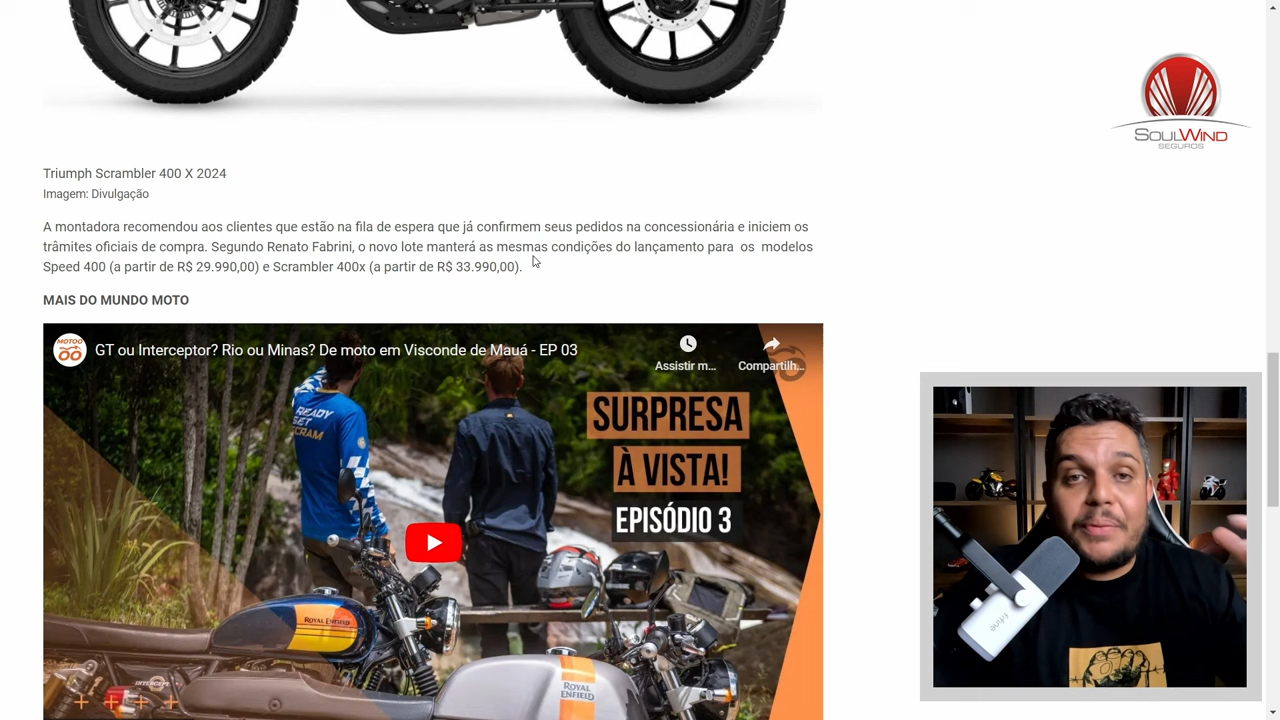 SOULWIND
SEGUROS
Triumph Scrambler 400 X 2024
Imagem: Divulgação
A montadora recomendou aos clientes que estão na fila de espera que já confirmem seus pedidos na concessionária e iniciem os
trâmites oficiais de compra. Segundo Renato Fabrini, o novo lote manterá as mesmas condições do lançamento para os modelos
Speed 400 (a partir de R$ 29.990,00) e Scrambler 400x (a partir de R$ 33.990,00).
MAIS DO MUNDO MOTO
MOTOO
GT ou Interceptor? Rio ou Minas? De moto em Visconde de Mauá - EP 03
Assistir m...
Compartilh...
READY
SET
SCRAM
SURPRESA
À VISTA!
EPISÓDIO 3
ROYAL ENFIELD
INTERCEPTOR
ROYAL
ENFIELD
fifine